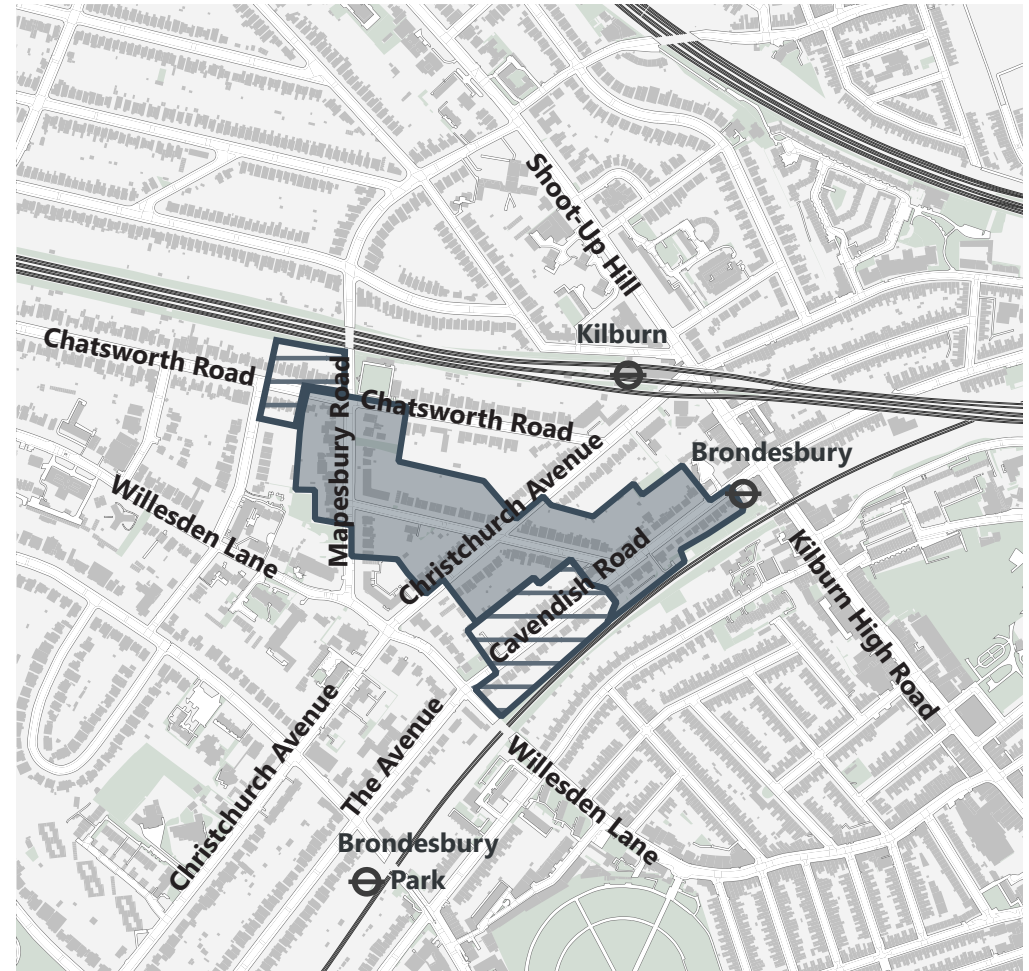 Shoot-Up Hill
Kilburn
Chatsworth Road
Mapesbury Road
Chatsworth Road
Brondesbury
Christchurch Avenue
Willesden Lane
Cavendish Road
Kilburn High Road
Christchurch Avenue
The Avenue
Willesden Lane
Brondesbury
Park